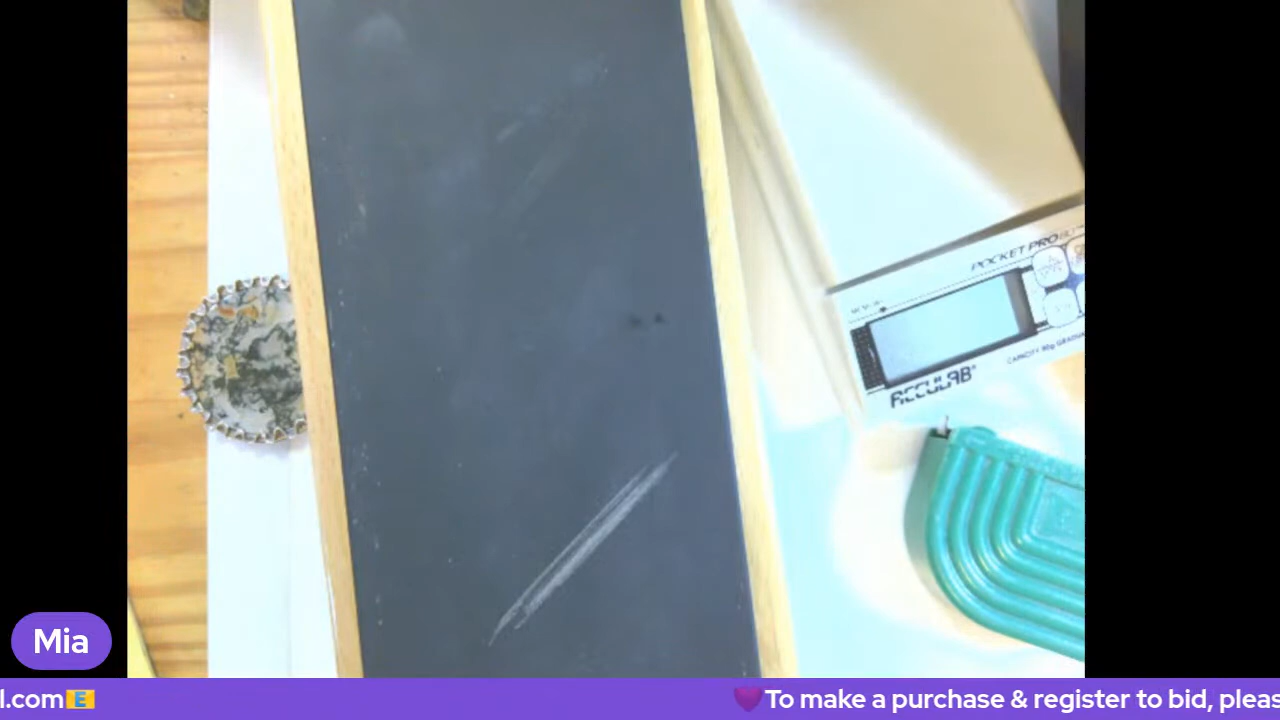 POCKET PRO
ACCULAB
Mia
l.com
To make a purchase & register to bid, pleas